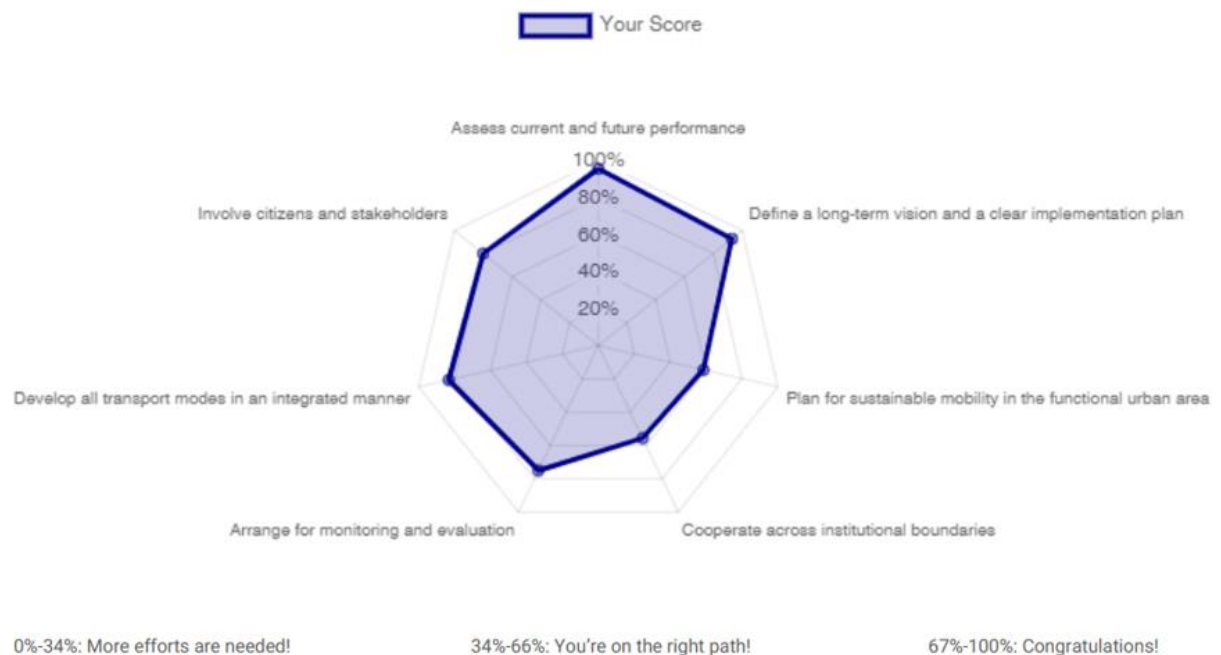 Your Score
Assess current and future performance
100%
Involve citizens and stakeholders
Define a long-term vision and a clear implementation plan
80%
60%
40%
20%
Develop all transport modes in an integrated manner
Plan for sustainable mobility in the functional urban area
Arrange for monitoring and evaluation
Cooperate across institutional boundaries
0%-34%: More efforts are needed!
34%-66%: You're on the right path!
67%-100%: Congratulations!